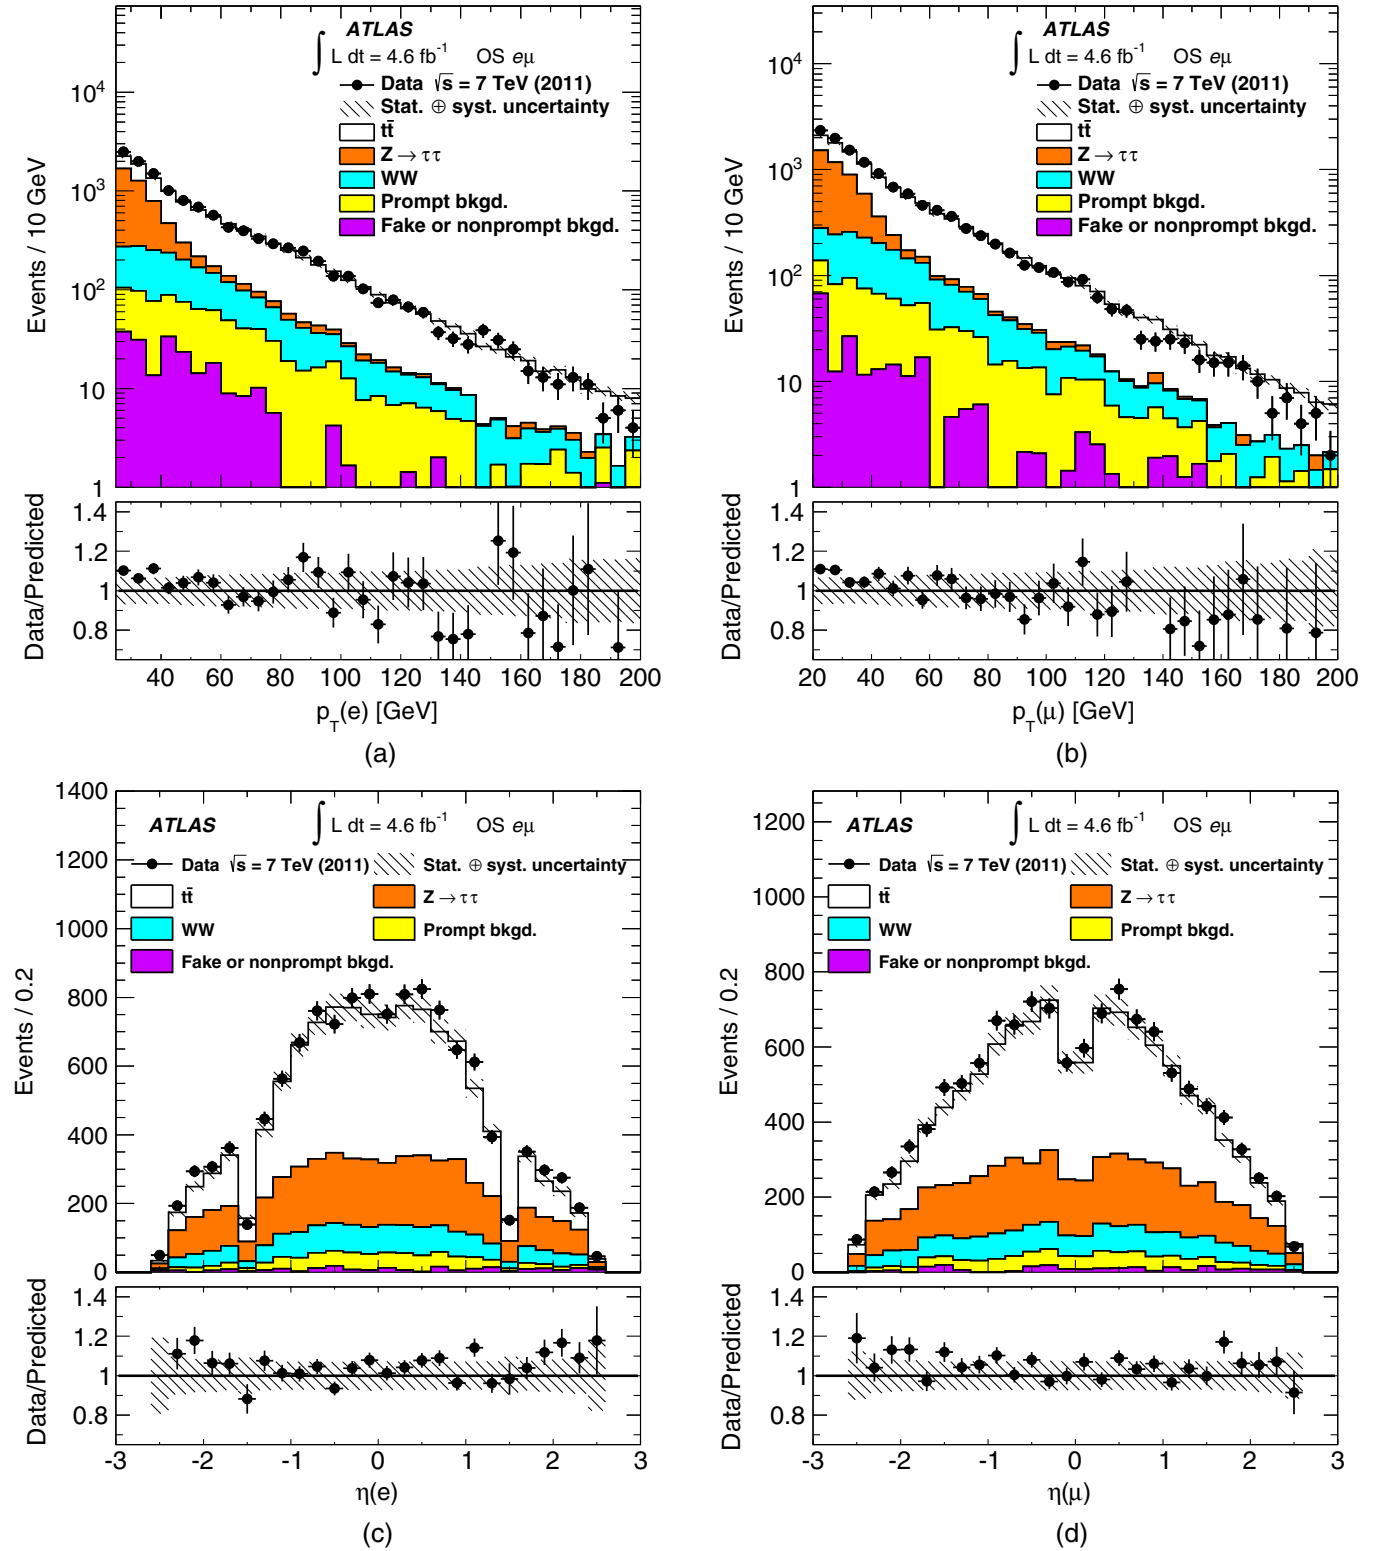 ATLAS
∫ L dt = 4.6 fb⁻¹ OS eμ
Data √s = 7 TeV (2011)
Stat. ⊕ syst. uncertainty
tt̄
Z → ττ
WW
Prompt bkgd.
Fake or nonprompt bkgd.
Events / 10 GeV
10⁴
10³
10²
10
1
Data/Predicted
1.4
1.2
1
0.8
40 60 80 100 120 140 160 180 200
p_T(e) [GeV]
(a)
ATLAS
∫ L dt = 4.6 fb⁻¹ OS eμ
Data √s = 7 TeV (2011)
Stat. ⊕ syst. uncertainty
tt̄
Z → ττ
WW
Prompt bkgd.
Fake or nonprompt bkgd.
Events / 10 GeV
10⁴
10³
10²
10
1
Data/Predicted
1.4
1.2
1
0.8
20 40 60 80 100 120 140 160 180 200
p_T(μ) [GeV]
(b)
ATLAS
∫ L dt = 4.6 fb⁻¹ OS eμ
Data √s = 7 TeV (2011) Stat. ⊕ syst. uncertainty
tt̄ Z → ττ
WW Prompt bkgd.
Fake or nonprompt bkgd.
Events / 0.2
1400
1200
1000
800
600
400
200
0
Data/Predicted
1.4
1.2
1
0.8
-3 -2 -1 0 1 2 3
η(e)
(c)
ATLAS
∫ L dt = 4.6 fb⁻¹ OS eμ
Data √s = 7 TeV (2011) Stat. ⊕ syst. uncertainty
tt̄ Z → ττ
WW Prompt bkgd.
Fake or nonprompt bkgd.
Events / 0.2
1200
1000
800
600
400
200
0
Data/Predicted
1.4
1.2
1
0.8
-3 -2 -1 0 1 2 3
η(μ)
(d)